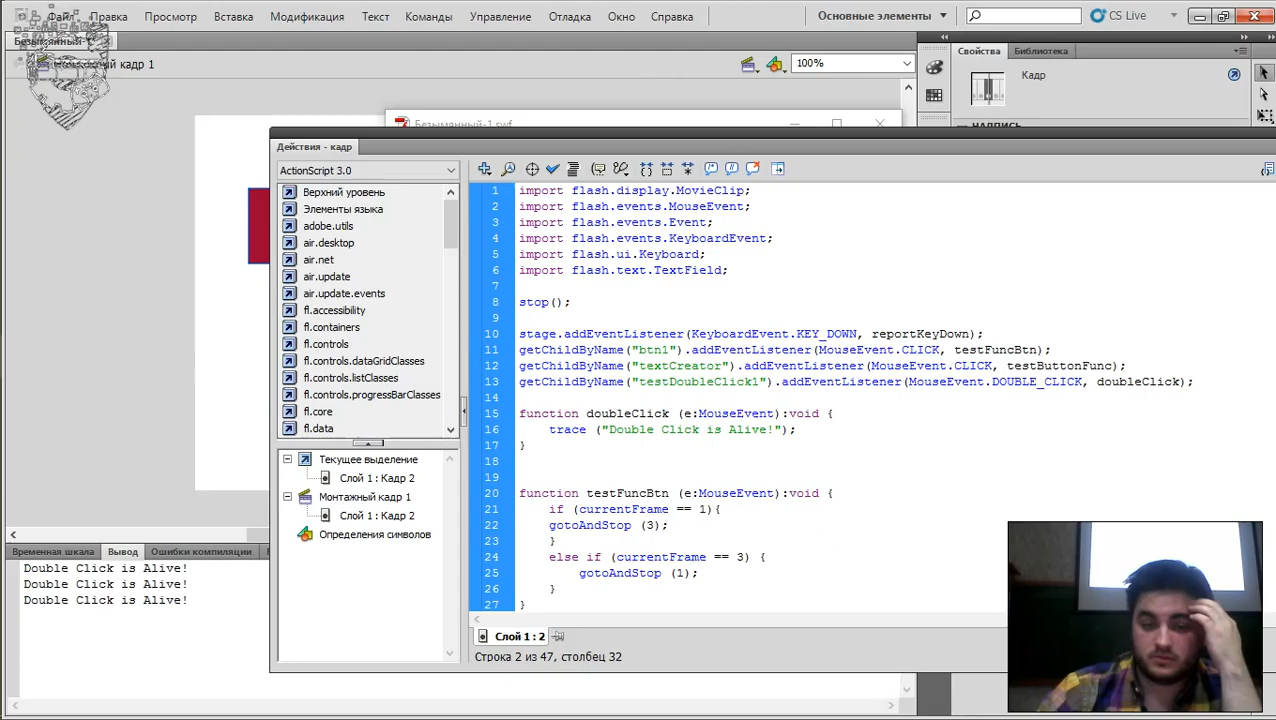 Файл Правка Просмотр Вставка Модификация Текст Команды Управление Отладка Окно Справка
Основные элементы
CS Live
Безымянный
кадр 1
100%
Свойства Библиотека
Кадр
НАДПИСЬ
Безымянный-1.swf
Действия - кадр
ActionScript 3.0
Верхний уровень
Элементы языка
adobe.utils
air.desktop
air.net
air.update
air.update.events
fl.accessibility
fl.containers
fl.controls
fl.controls.dataGridClasses
fl.controls.listClasses
fl.controls.progressBarClasses
fl.core
fl.data
Текущее выделение
Слой 1 : Кадр 2
Монтажный кадр 1
Слой 1 : Кадр 2
Определения символов
1 import flash.display.MovieClip;
2 import flash.events.MouseEvent;
3 import flash.events.Event;
4 import flash.events.KeyboardEvent;
5 import flash.ui.Keyboard;
6 import flash.text.TextField;
7
8 stop();
9
10 stage.addEventListener(KeyboardEvent.KEY_DOWN, reportKeyDown);
11 getChildByName("btn1").addEventListener(MouseEvent.CLICK, testFuncBtn);
12 getChildByName("textCreator").addEventListener(MouseEvent.CLICK, testButtonFunc);
13 getChildByName("testDoubleClick1").addEventListener(MouseEvent.DOUBLE_CLICK, doubleClick);
14
15 function doubleClick (e:MouseEvent):void {
16 trace ("Double Click is Alive!");
17 }
18
19
20 function testFuncBtn (e:MouseEvent):void {
21 if (currentFrame == 1){
22 gotoAndStop (3);
23 }
24 else if (currentFrame == 3) {
25 gotoAndStop (1);
26 }
27 }
Слой 1 : 2
Строка 2 из 47, столбец 32
Временная шкала Вывод Ошибки компиляции
Double Click is Alive!
Double Click is Alive!
Double Click is Alive!